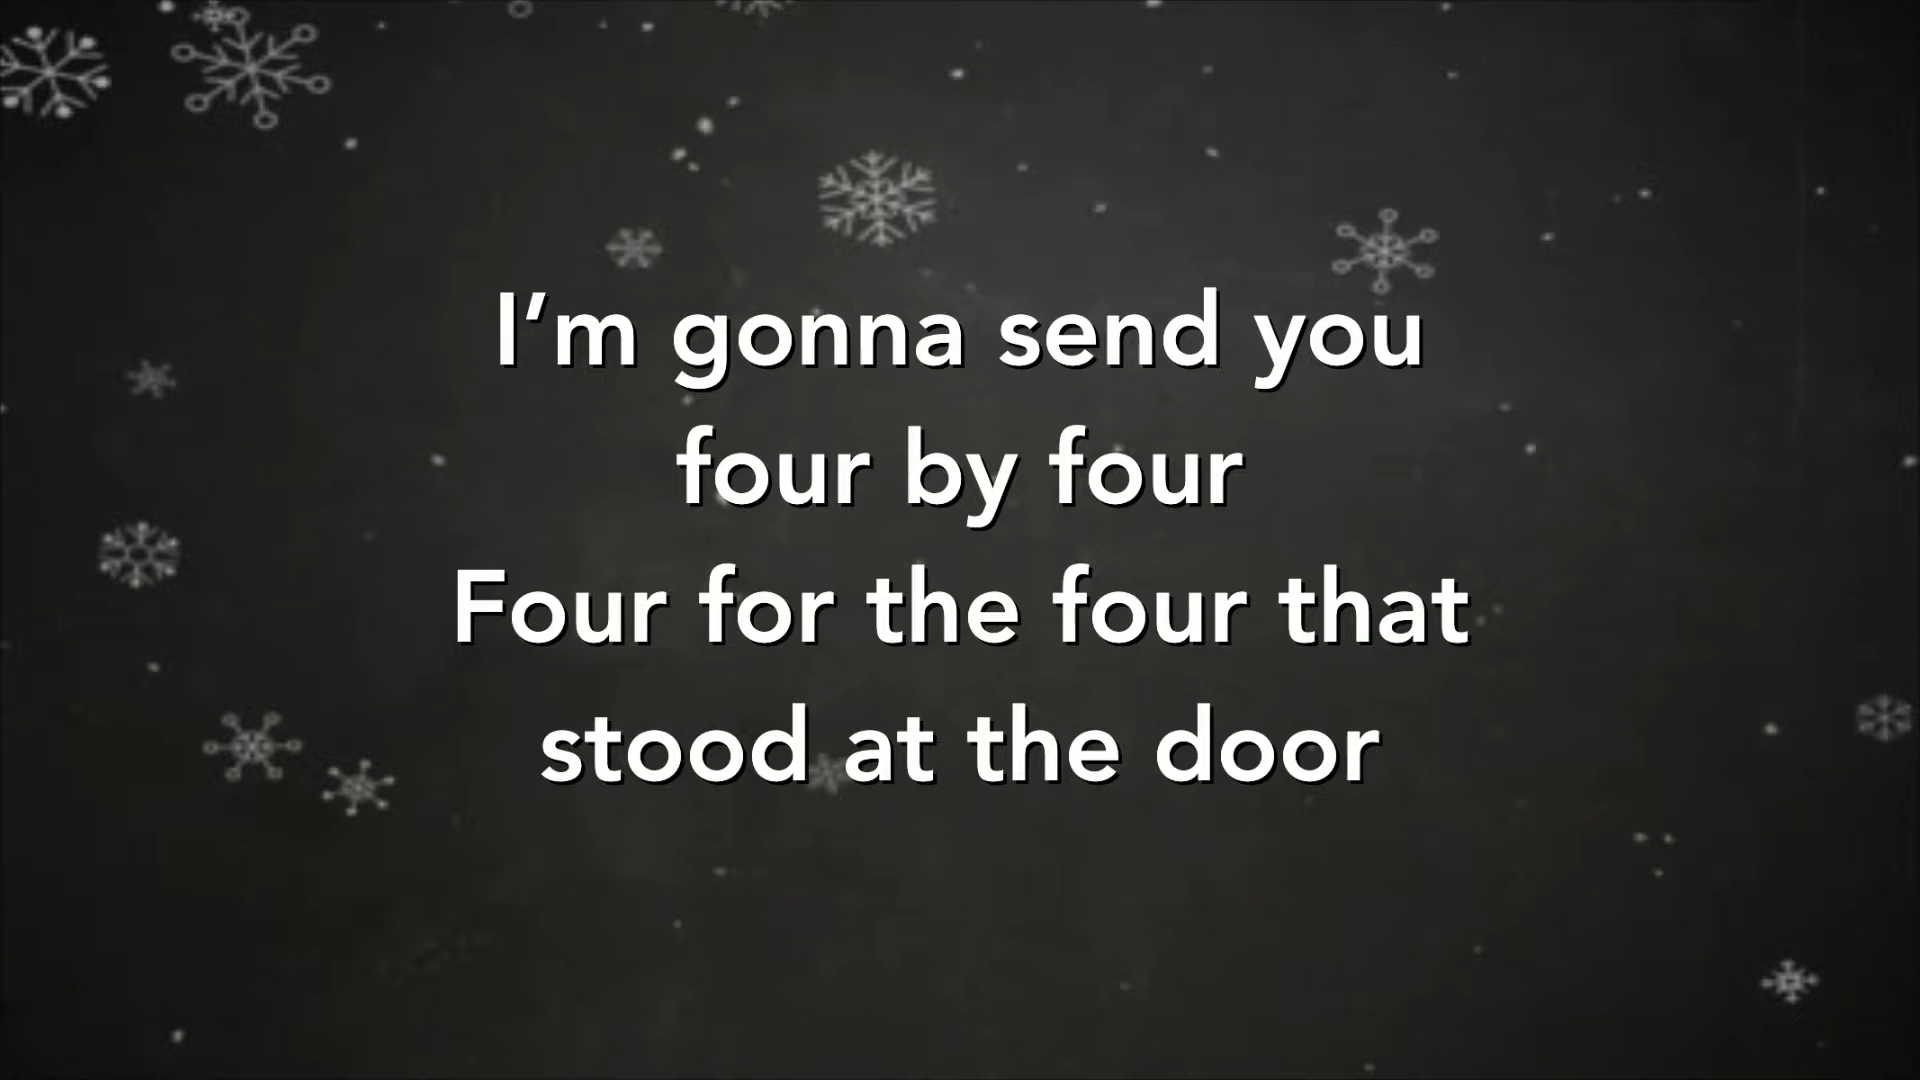 I’m gonna send you
four by four
Four for the four that
stood at the door